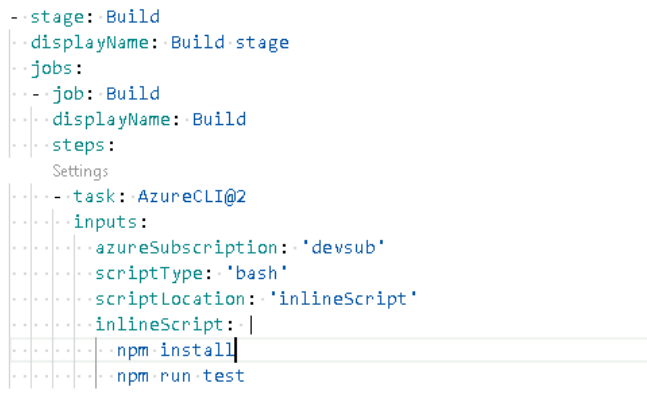 - stage: Build
displayName: Build stage
jobs:
- job: Build
displayName: Build
steps:
Settings
- task: AzureCLI@2
inputs:
azureSubscription: 'devsub'
scriptType: 'bash'
scriptLocation: 'inlineScript'
inlineScript: |
npm install
npm run test